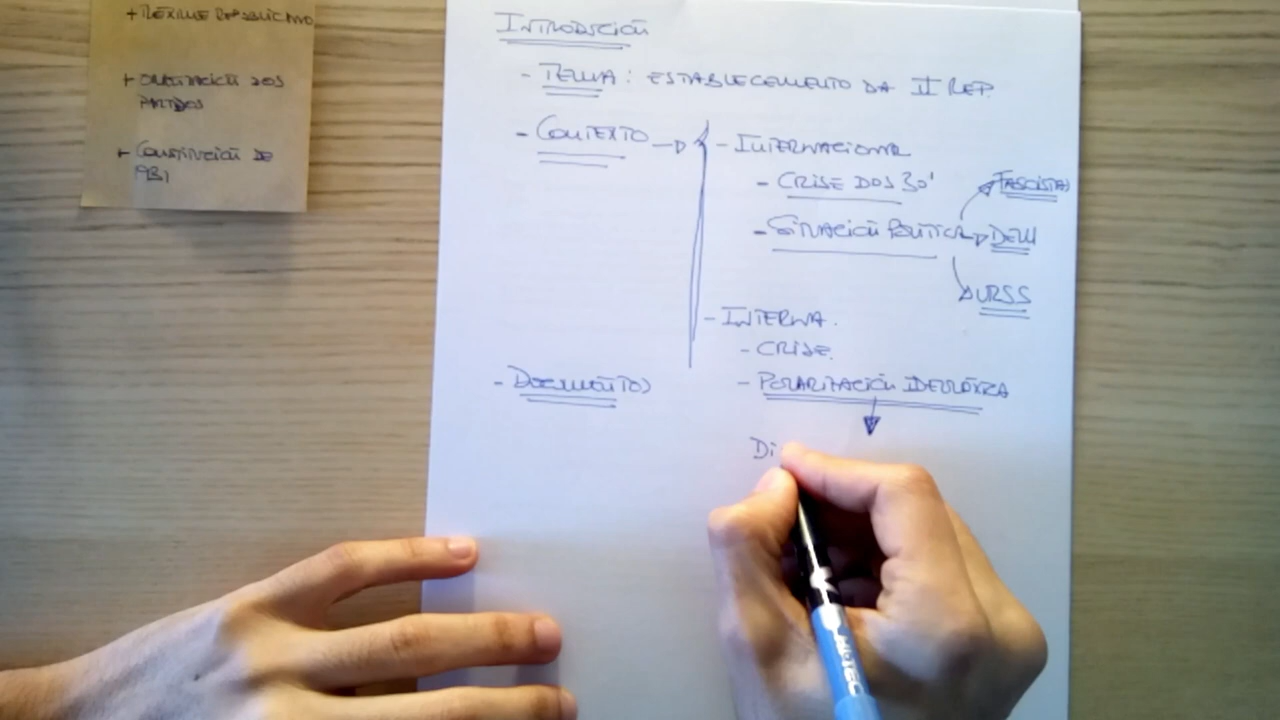 + RÉXIME REPUBLICANO
+ ORIENTACIÓN DOS
PARTIDOS
+ CONSTITUCIÓN DE
1931
INTRODUCIÓN
- TEMA: ESTABLECEMENTO DA II REP.
- CONTEXTO
- INTERNACIONAL
- CRISE DOS 30'
- SITUACIÓN POLÍTICA
FASCISTAS
DEM
URSS
- INTERNA.
- CRISE.
- POLARIZACIÓN IDEOLÓXICA
- DOCUMENTOS
Di